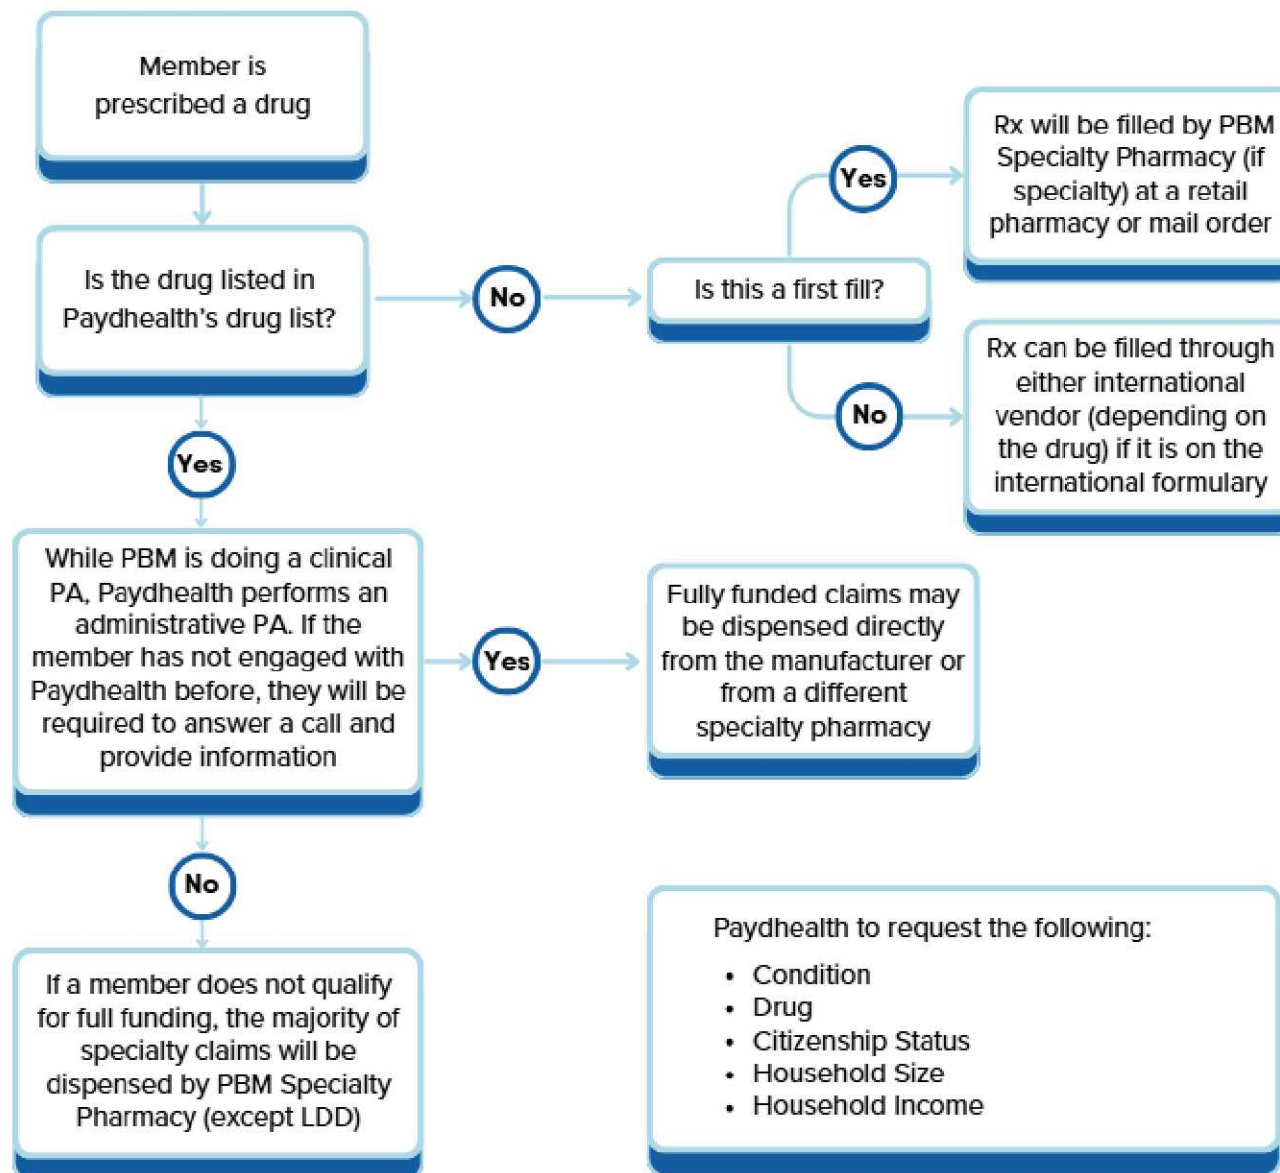 Member is
prescribed a drug
Is the drug listed in
Paydhealth's drug list?
No
Is this a first fill?
Yes
Rx will be filled by PBM
Specialty Pharmacy (if
specialty) at a retail
pharmacy or mail order
No
Rx can be filled through
either international
vendor (depending on
the drug) if it is on the
international formulary
Yes
While PBM is doing a clinical
PA, Paydhealth performs an
administrative PA. If the
member has not engaged with
Paydhealth before, they will be
required to answer a call and
provide information
Yes
Fully funded claims may
be dispensed directly
from the manufacturer or
from a different
specialty pharmacy
No
If a member does not qualify
for full funding, the majority of
specialty claims will be
dispensed by PBM Specialty
Pharmacy (except LDD)
Paydhealth to request the following:
• Condition
• Drug
• Citizenship Status
• Household Size
• Household Income